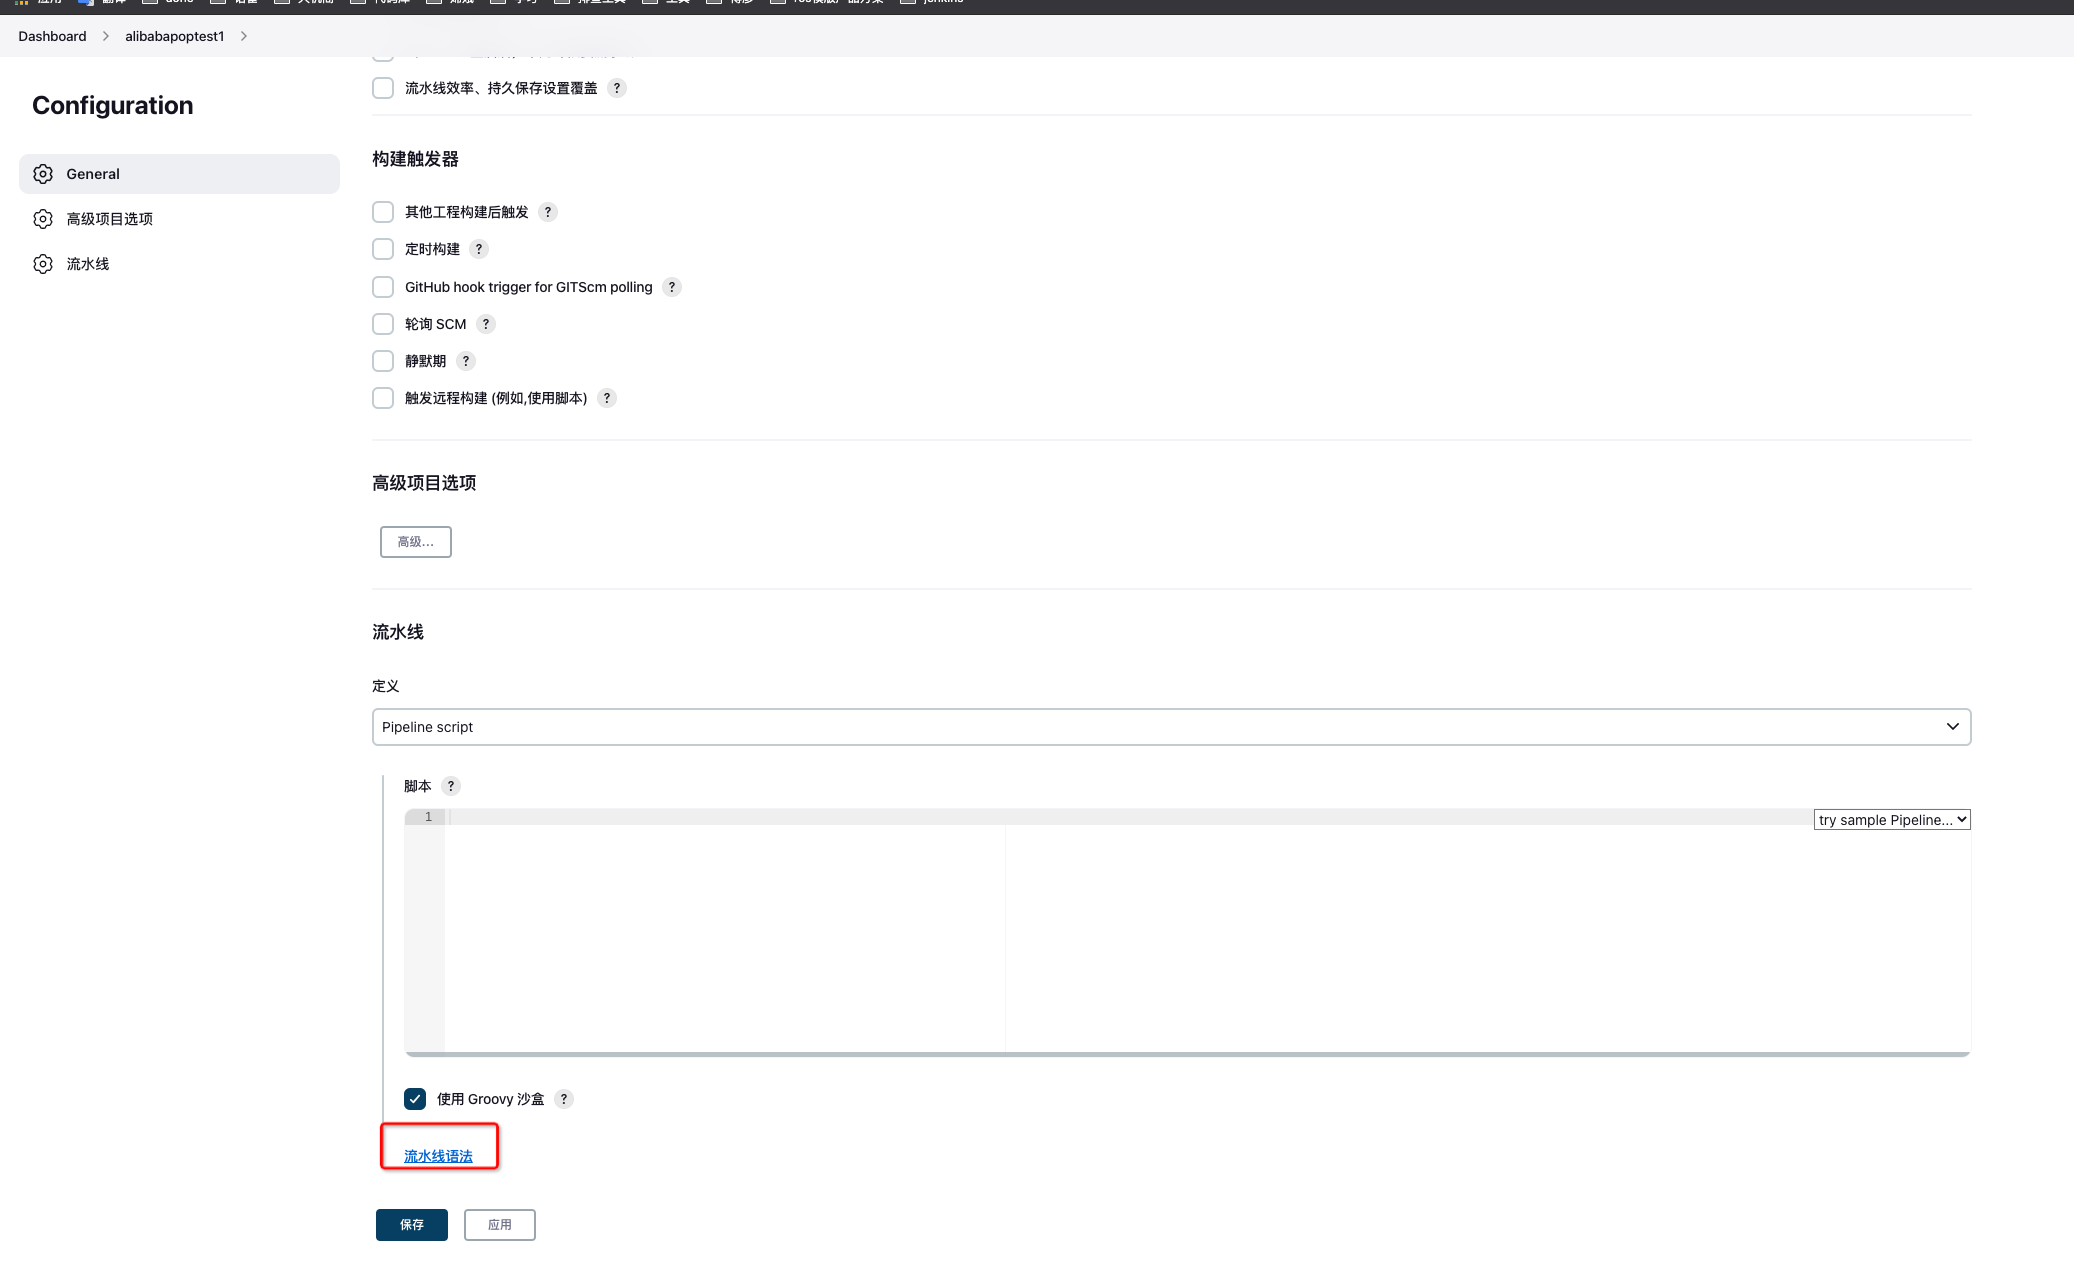 Dashboard
alibabapoptest1
Configuration
General
高级项目选项
流水线
流水线效率、持久保存设置覆盖 ?
构建触发器
其他工程构建后触发 ?
定时构建 ?
GitHub hook trigger for GITScm polling ?
轮询 SCM ?
静默期 ?
触发远程构建 (例如,使用脚本) ?
高级项目选项
高级...
流水线
定义
Pipeline script
脚本 ?
1
try sample Pipeline...
使用 Groovy 沙盒 ?
流水线语法
保存
应用